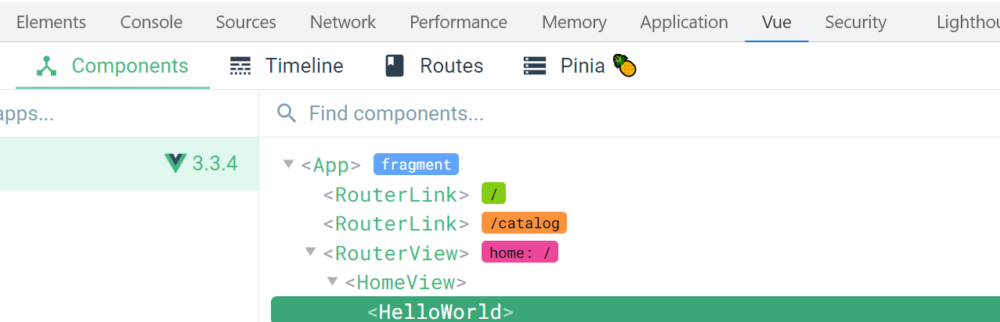 Elements Console Sources Network Performance Memory Application Vue Security
Components Timeline Routes Pinia 🍍
apps... Find components...
3.3.4
<App> fragment
<RouterLink> /
<RouterLink> /catalog
<RouterView> home: /
<HomeView>
<HelloWorld>